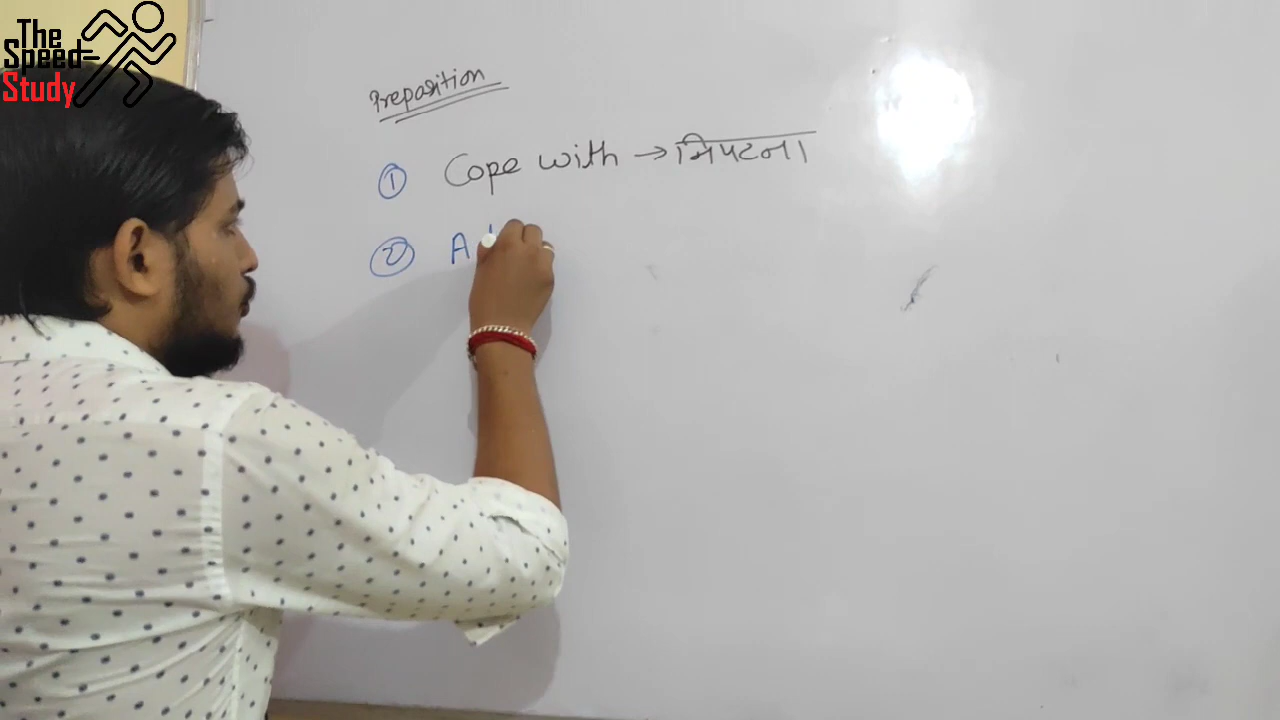 The
Speed
Study
Preposition
① Cope with → निपटना
② A